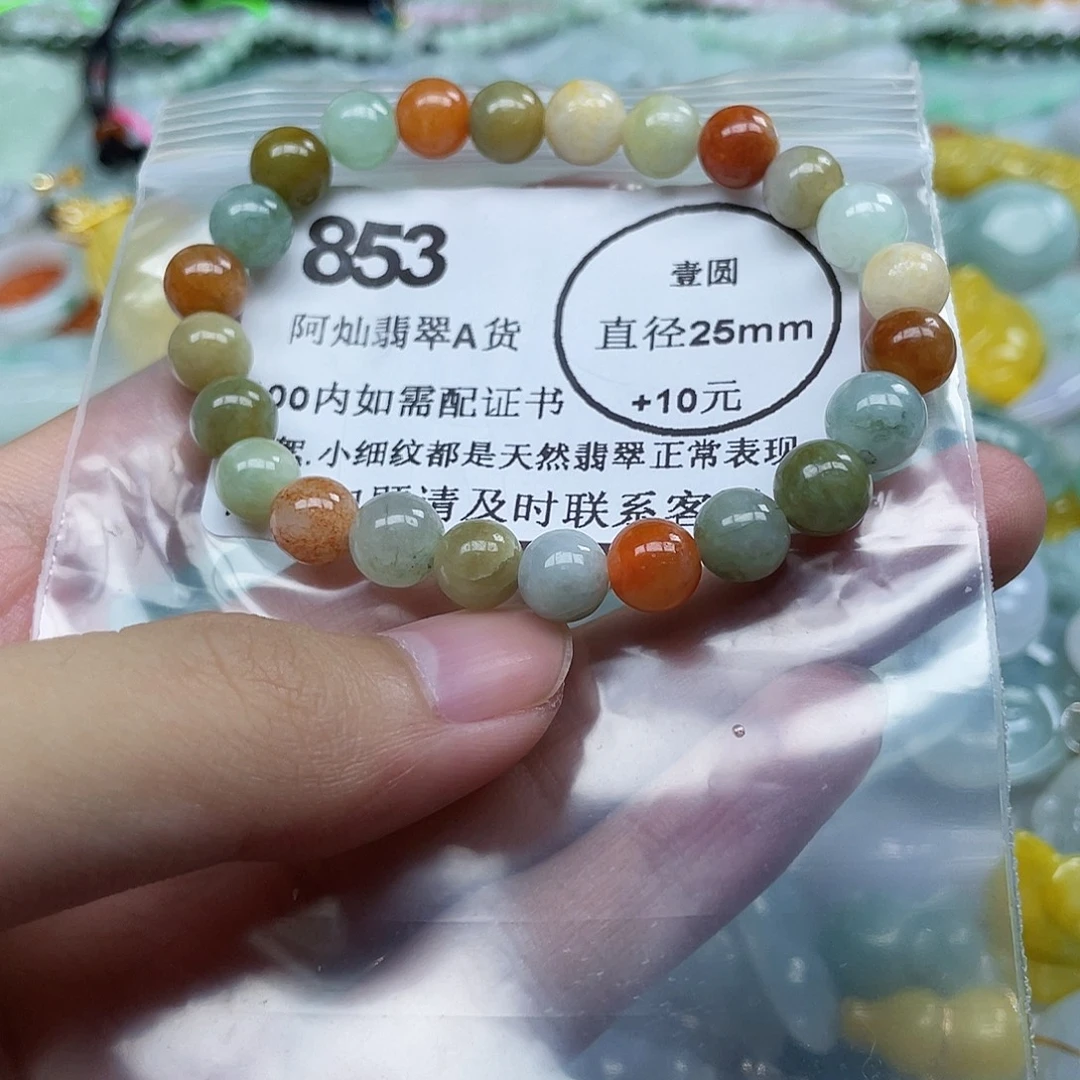 853
阿灿翡翠A货
壹圆
直径25mm
+10元
00内如需配证书
絮.小细纹都是天然翡翠正常表现
题请及时联系客